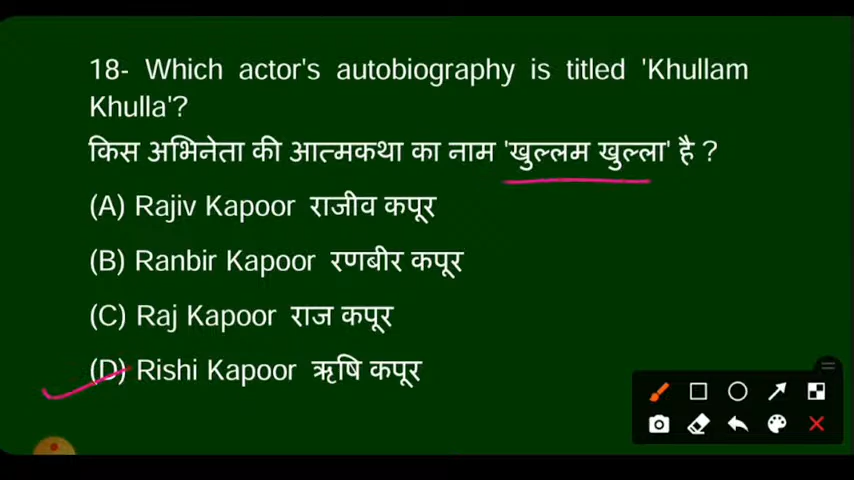 18- Which actor's autobiography is titled 'Khullam
Khulla'?
किस अभिनेता की आत्मकथा का नाम 'खुल्लम खुल्ला' है ?
(A) Rajiv Kapoor राजीव कपूर
(B) Ranbir Kapoor रणबीर कपूर
(C) Raj Kapoor राज कपूर
(D) Rishi Kapoor ऋषि कपूर